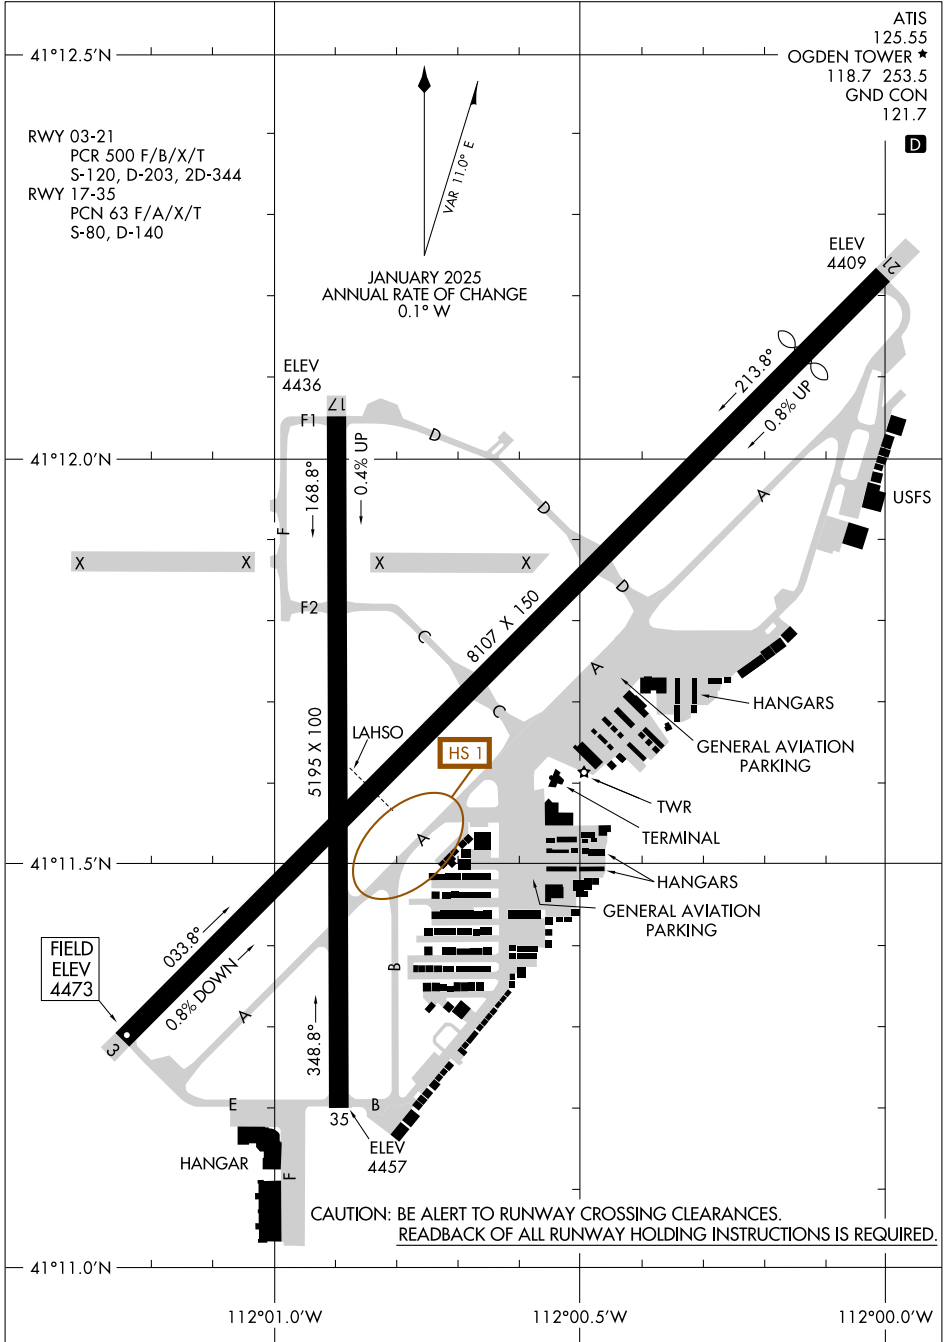 ATIS
125.55
OGDEN TOWER ★
118.7 253.5
GND CON
121.7
D
41°12.5'N
RWY 03-21
PCR 500 F/B/X/T
S-120, D-203, 2D-344
RWY 17-35
PCN 63 F/A/X/T
S-80, D-140
VAR 11.0° E
JANUARY 2025
ANNUAL RATE OF CHANGE
0.1° W
ELEV
4409
21
213.8°
0.8% UP
ELEV
4436
17
F1
D
168.8°
0.4% UP
41°12.0'N
A
USFS
F
D
X
X
X
X
D
F2
C
8107 X 150
A
HANGARS
C
GENERAL AVIATION
PARKING
5195 X 100
LAHSO
HS 1
TWR
TERMINAL
A
41°11.5'N
HANGARS
GENERAL AVIATION
PARKING
033.8°
0.8% DOWN
FIELD
ELEV
4473
B
A
348.8°
3
E
35
B
ELEV
4457
HANGAR
F
CAUTION: BE ALERT TO RUNWAY CROSSING CLEARANCES.
READBACK OF ALL RUNWAY HOLDING INSTRUCTIONS IS REQUIRED.
41°11.0'N
112°01.0'W
112°00.5'W
112°00.0'W